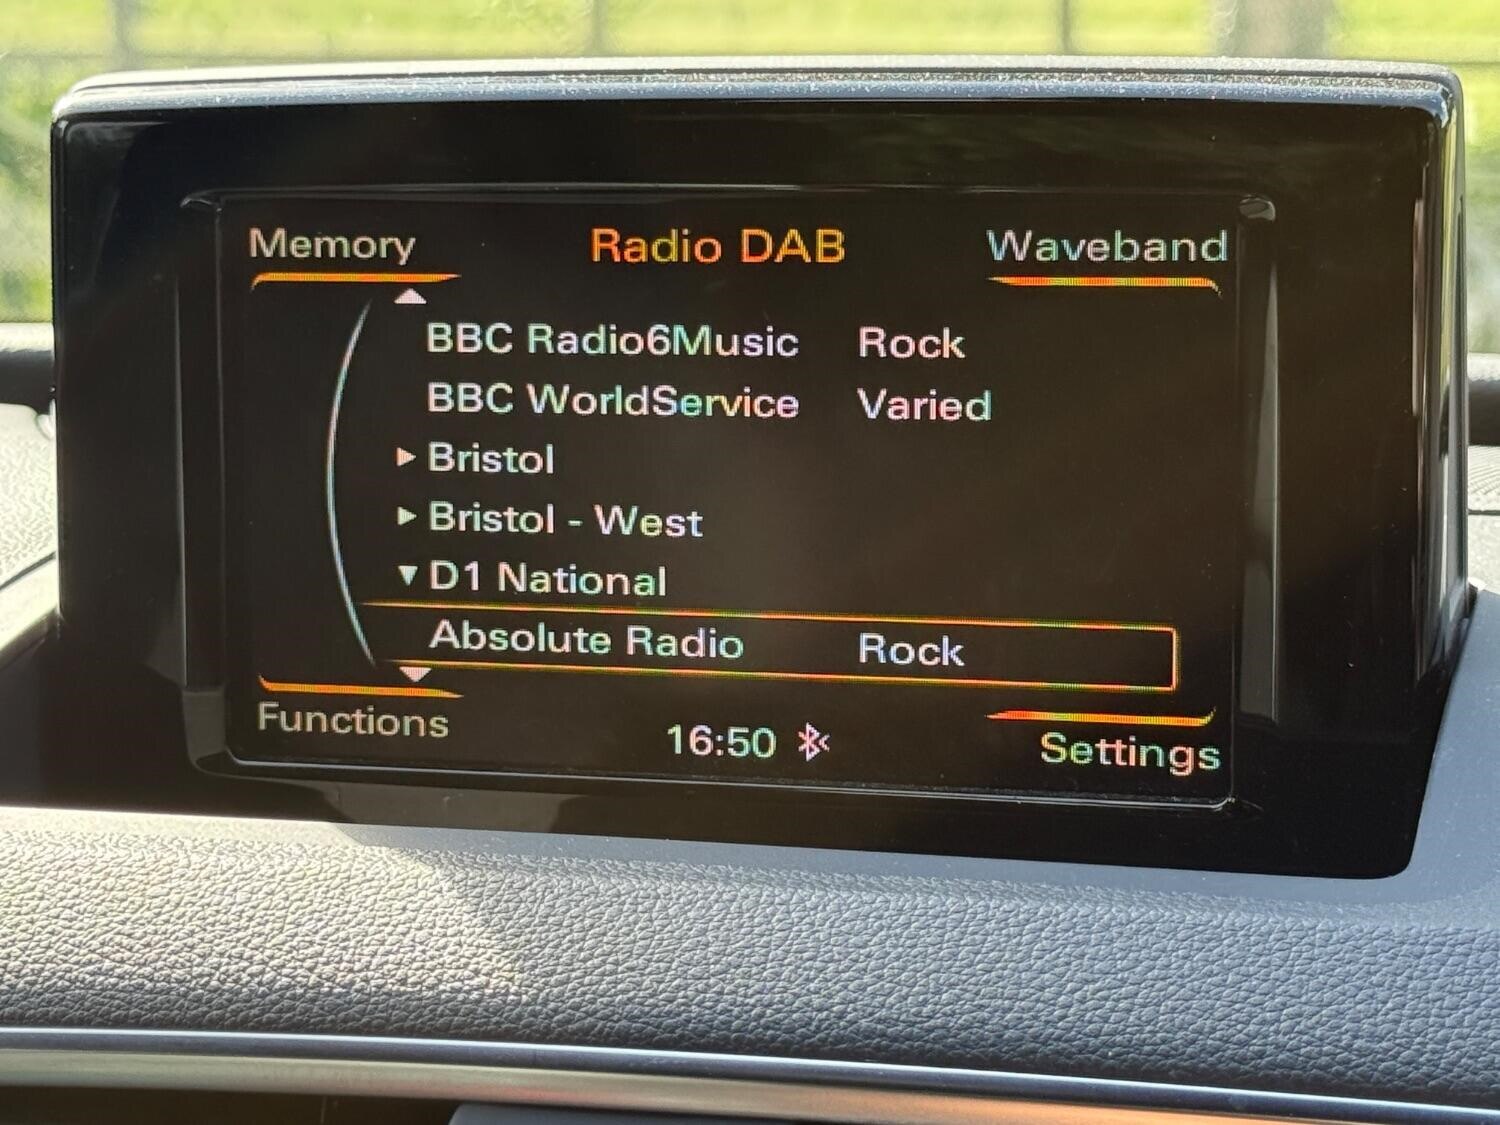 Memory Radio DAB Waveband
BBC Radio6Music Rock
BBC WorldService Varied
Bristol
Bristol - West
D1 National
Absolute Radio Rock
Functions 16:50 Settings